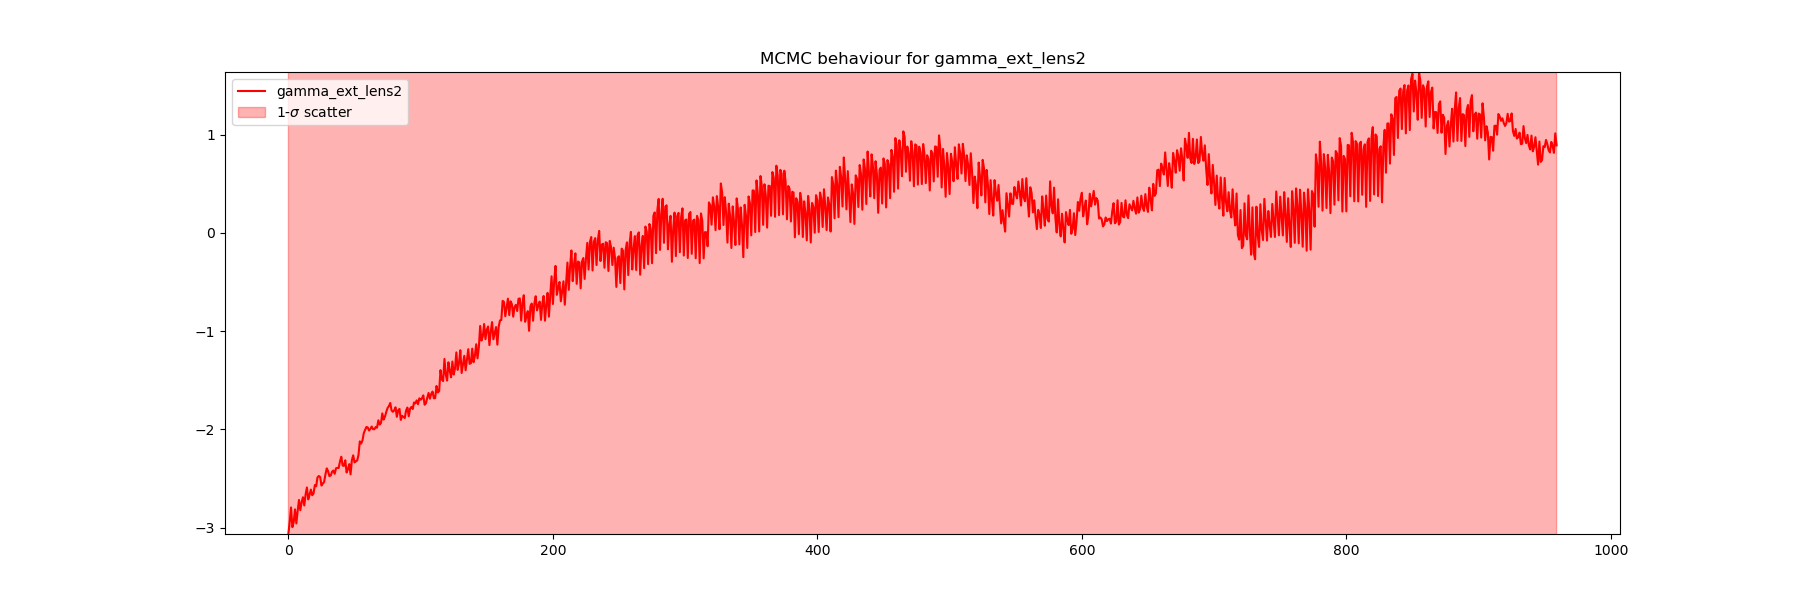 MCMC behaviour for gamma_ext_lens2
gamma_ext_lens2
1-σ scatter
1
0
−1
−2
−3
0 200 400 600 800 1000